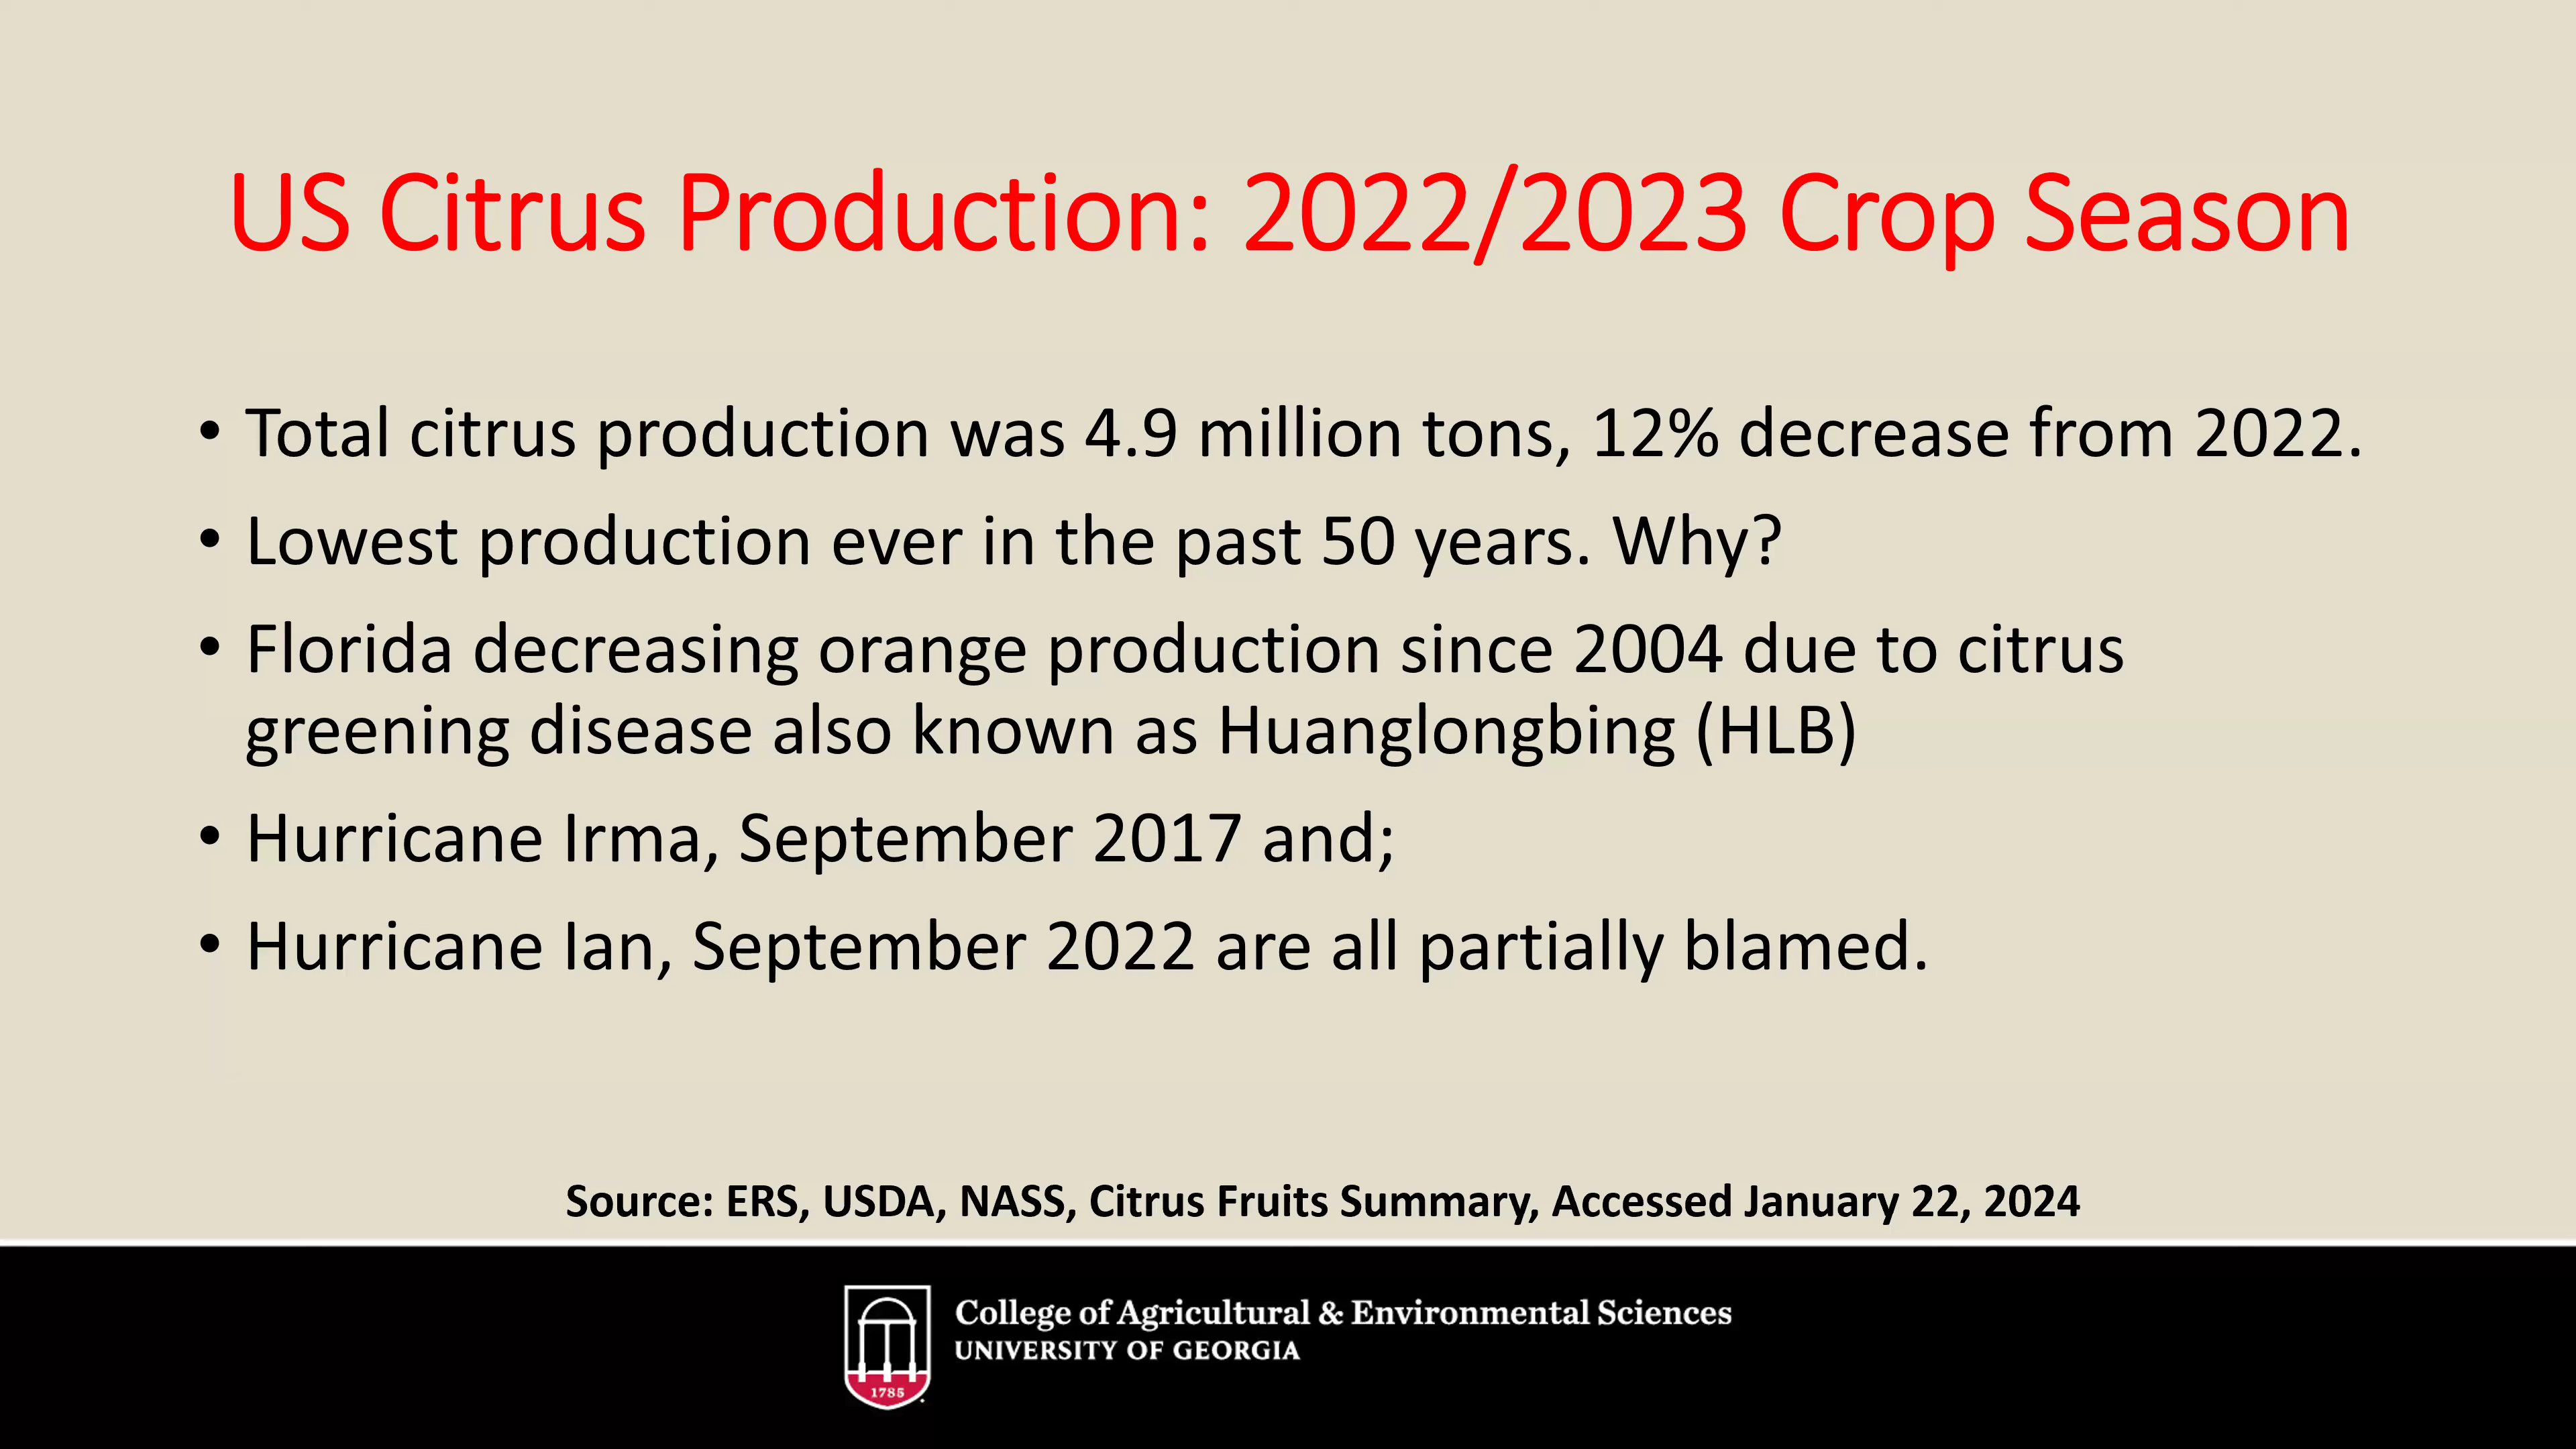 US Citrus Production: 2022/2023 Crop Season
• Total citrus production was 4.9 million tons, 12% decrease from 2022.
• Lowest production ever in the past 50 years. Why?
• Florida decreasing orange production since 2004 due to citrus
greening disease also known as Huanglongbing (HLB)
• Hurricane Irma, September 2017 and;
• Hurricane Ian, September 2022 are all partially blamed.
Source: ERS, USDA, NASS, Citrus Fruits Summary, Accessed January 22, 2024
College of Agricultural & Environmental Sciences
UNIVERSITY OF GEORGIA
1785